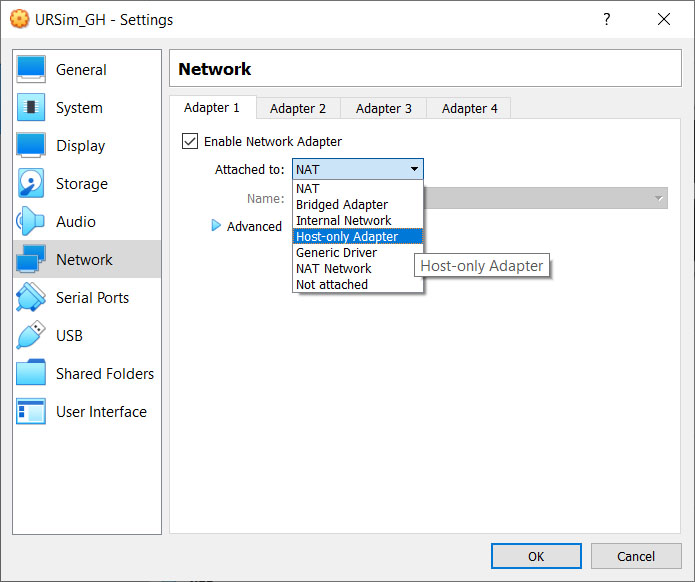 URSim_GH - Settings
?
General
System
Display
Storage
Audio
Network
Serial Ports
USB
Shared Folders
User Interface
Network
Adapter 1
Adapter 2
Adapter 3
Adapter 4
Enable Network Adapter
Attached to: NAT
Name:
Advanced
NAT
Bridged Adapter
Internal Network
Host-only Adapter
Generic Driver
NAT Network
Not attached
Host-only Adapter
OK
Cancel